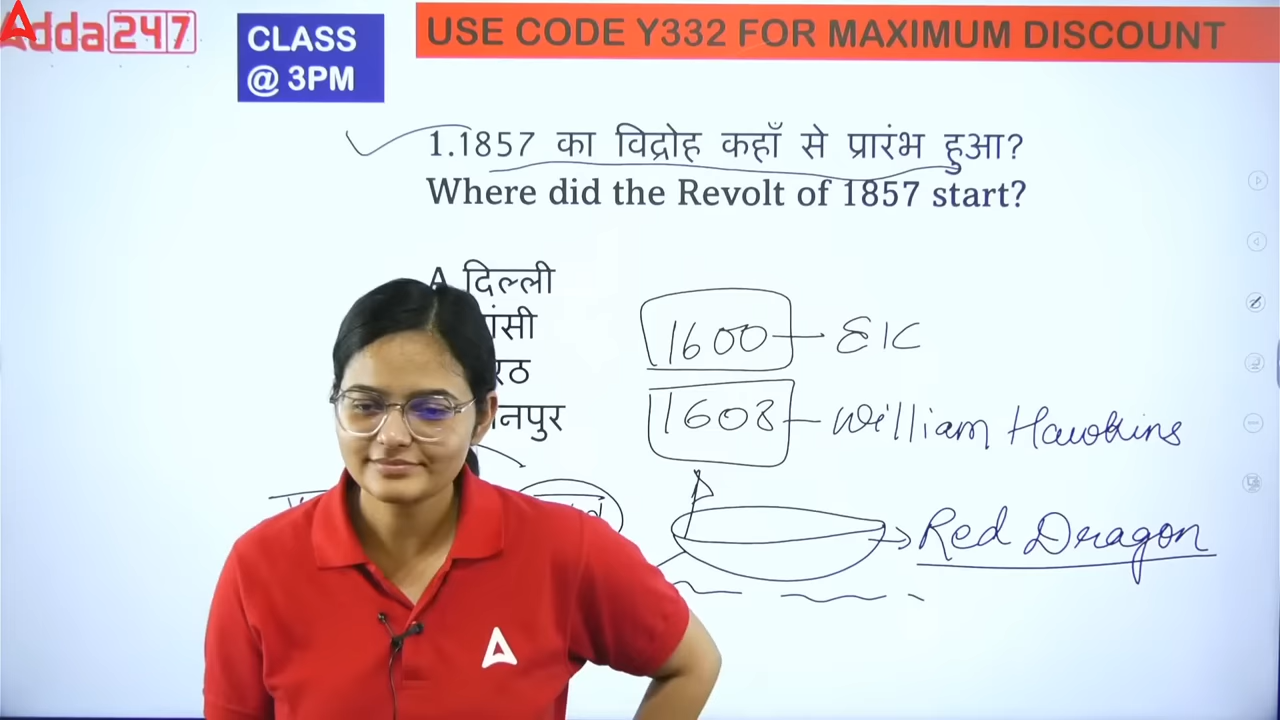 Adda247
CLASS
@ 3PM
USE CODE Y332 FOR MAXIMUM DISCOUNT
1.1857 का विद्रोह कहाँ से प्रारंभ हुआ?
Where did the Revolt of 1857 start?
A दिल्ली
1600 EIC
1608 William Hawkins
Red Dragon